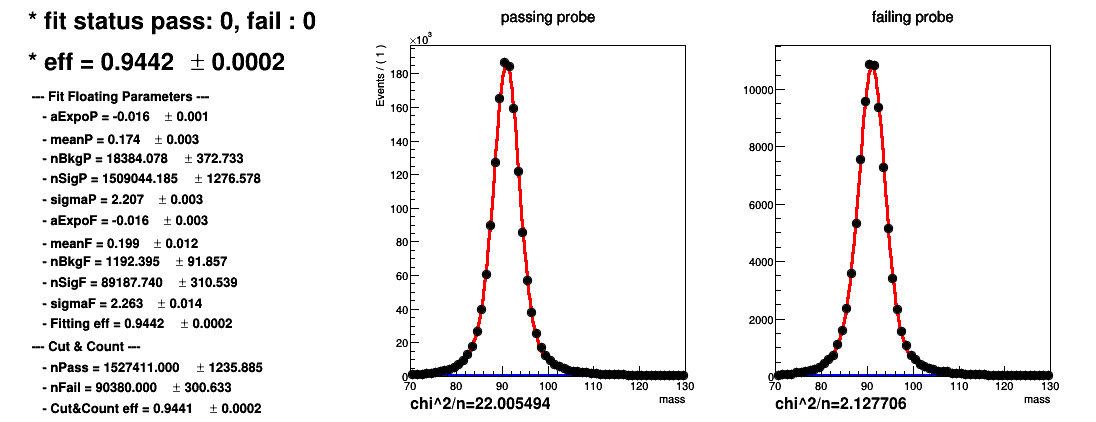 * fit status pass: 0, fail : 0
* eff = 0.9442 ± 0.0002
--- Fit Floating Parameters ---
- aExpoP = -0.016 ± 0.001
- meanP = 0.174 ± 0.003
- nBkgP = 18384.078 ± 372.733
- nSigP = 1509044.185 ± 1276.578
- sigmaP = 2.207 ± 0.003
- aExpoF = -0.016 ± 0.003
- meanF = 0.199 ± 0.012
- nBkgF = 1192.395 ± 91.857
- nSigF = 89187.740 ± 310.539
- sigmaF = 2.263 ± 0.014
- Fitting eff = 0.9442 ± 0.0002
--- Cut & Count ---
- nPass = 1527411.000 ± 1235.885
- nFail = 90380.000 ± 300.633
- Cut&Count eff = 0.9441 ± 0.0002
passing probe
×10³
Events / ( 1 )
180
160
140
120
100
80
60
40
20
0
70 80 90 100 110 120 130
mass
chi^2/n=22.005494
failing probe
10000
8000
6000
4000
2000
0
70 80 90 100 110 120 130
mass
chi^2/n=2.127706